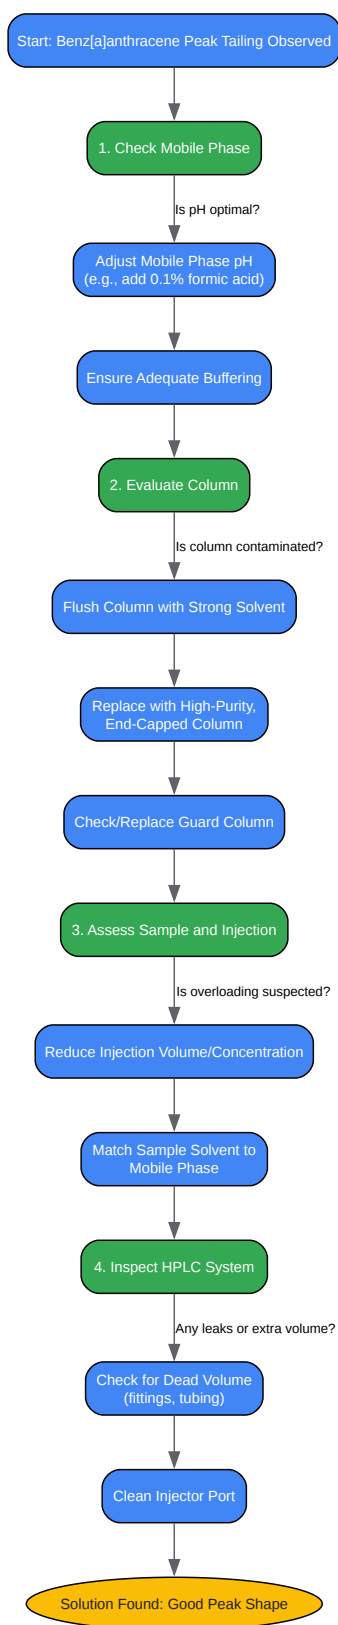 Start: Benz[a]anthracene Peak Tailing Observed
1. Check Mobile Phase
Is pH optimal?
Adjust Mobile Phase pH
(e.g., add 0.1% formic acid)
Ensure Adequate Buffering
2. Evaluate Column
Is column contaminated?
Flush Column with Strong Solvent
Replace with High-Purity,
End-Capped Column
Check/Replace Guard Column
3. Assess Sample and Injection
Is overloading suspected?
Reduce Injection Volume/Concentration
Match Sample Solvent to
Mobile Phase
4. Inspect HPLC System
Any leaks or extra volume?
Check for Dead Volume
(fittings, tubing)
Clean Injector Port
Solution Found: Good Peak Shape